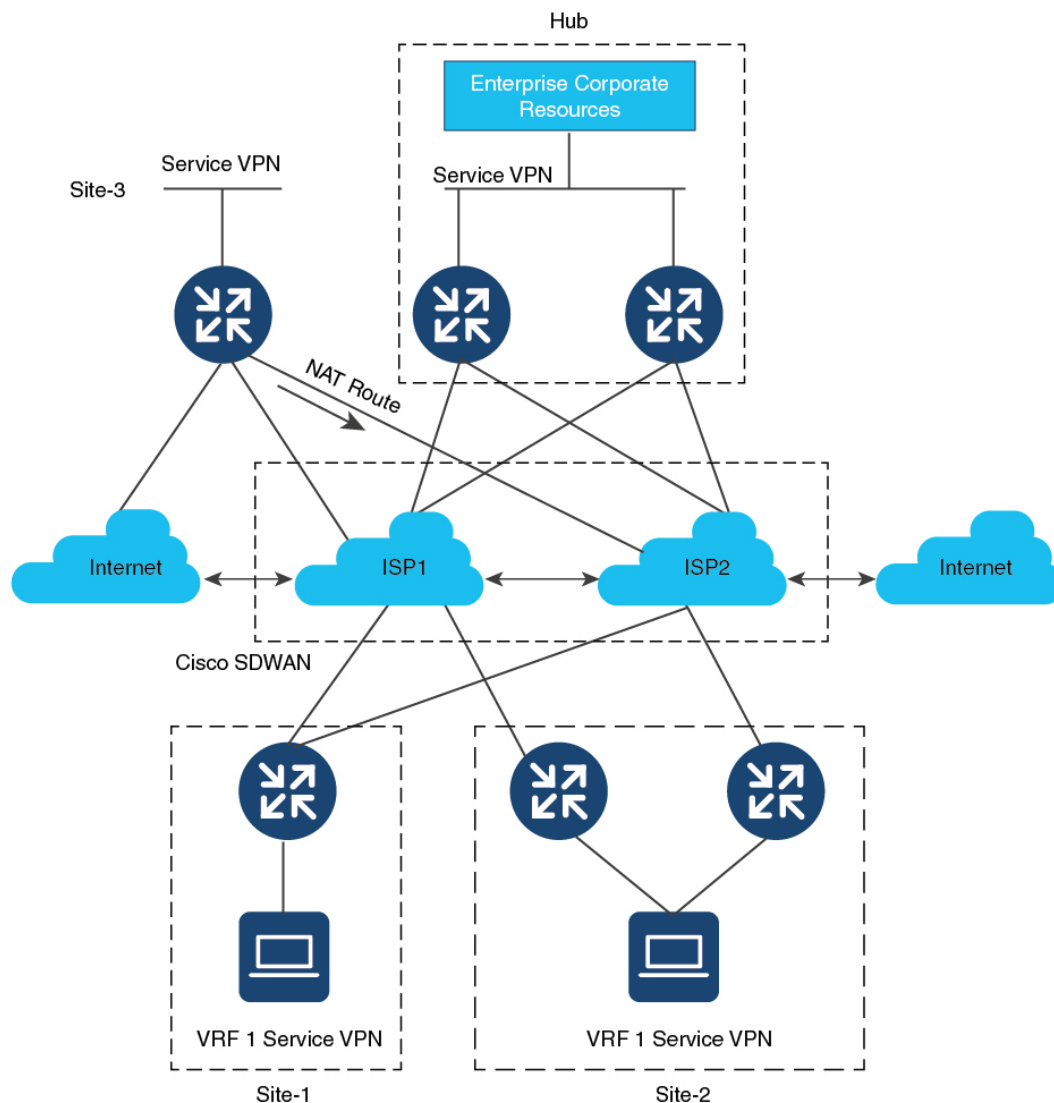 Hub
Enterprise Corporate
Resources
Service VPN
Site-3
Service VPN
NAT Route
Internet
ISP1
ISP2
Internet
Cisco SDWAN
VRF 1 Service VPN
VRF 1 Service VPN
Site-1
Site-2